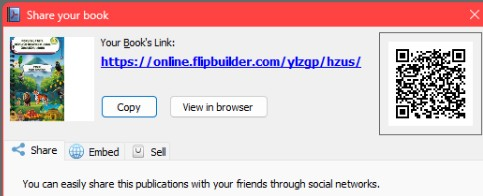 Share your book
Your Book's Link:
https://online.flipbuilder.com/ylzgp/hzus/
Copy
View in browser
Share
Embed
Sell
You can easily share this publications with your friends through social networks.